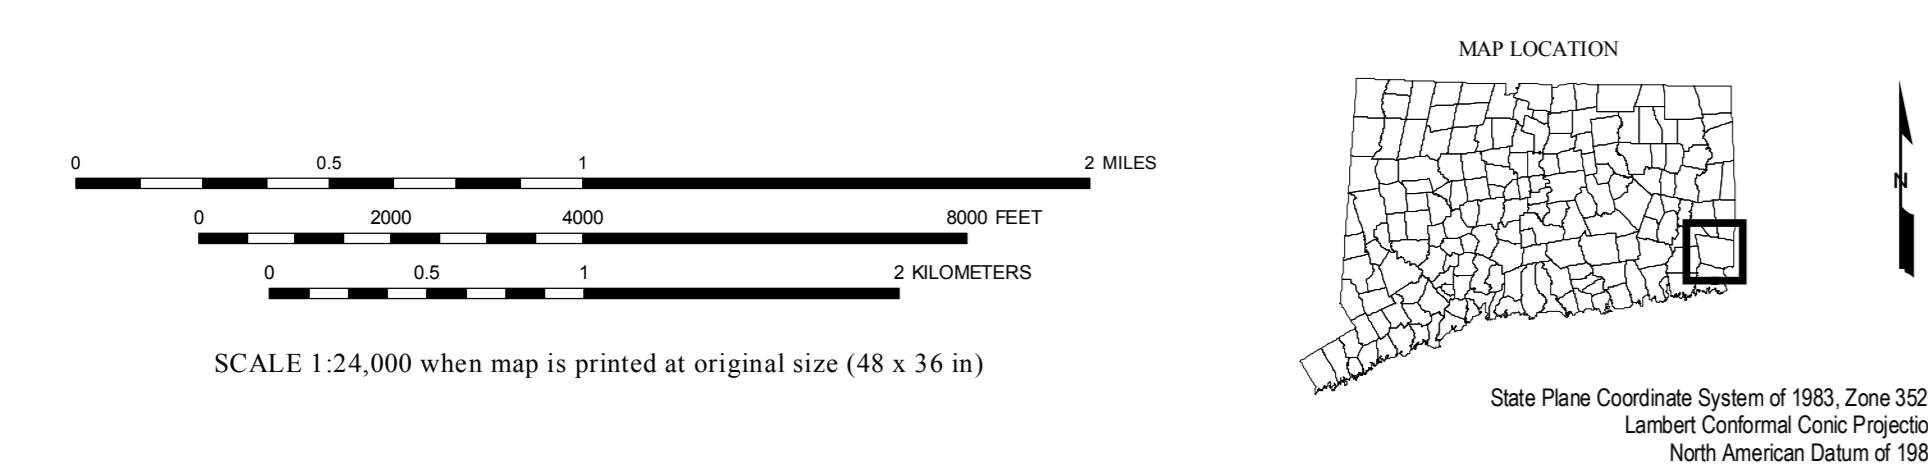 0 0.5 1 2 MILES
0 2000 4000 8000 FEET
0 0.5 1 2 KILOMETERS
SCALE 1:24,000 when map is printed at original size (48 x 36 in)
MAP LOCATION
N
State Plane Coordinate System of 1983, Zone 352
Lambert Conformal Conic Projectio
North American Datum of 198